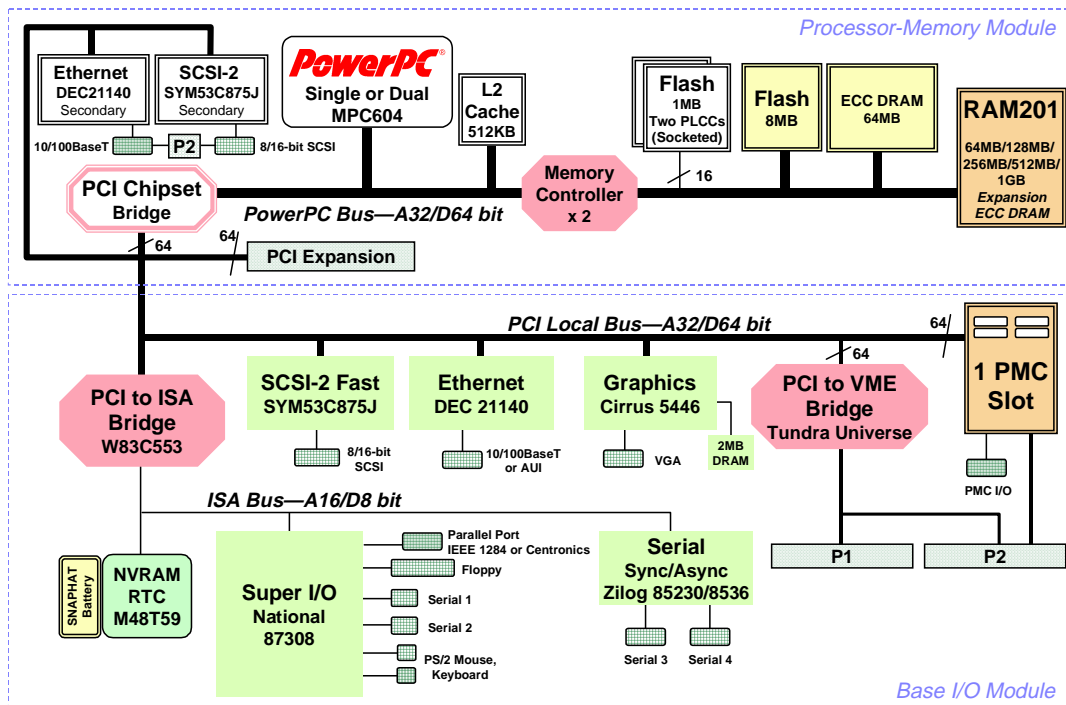 Processor-Memory Module
Ethernet
DEC21140
Secondary
SCSI-2
SYM53C875J
Secondary
10/100BaseT
P2
8/16-bit SCSI
PowerPC®
Single or Dual
MPC604
L2
Cache
512KB
Flash
1MB
Two PLCCs
(Socketed)
Flash
8MB
ECC DRAM
64MB
RAM201
64MB/128MB/
256MB/512MB/
1GB
Expansion
ECC DRAM
PCI Chipset
Bridge
Memory
Controller
x 2
16
PowerPC Bus—A32/D64 bit
64
64
PCI Expansion
PCI Local Bus—A32/D64 bit
64
64
PCI to ISA
Bridge
W83C553
SCSI-2 Fast
SYM53C875J
8/16-bit
SCSI
Ethernet
DEC 21140
10/100BaseT
or AUI
Graphics
Cirrus 5446
VGA
2MB
DRAM
PCI to VME
Bridge
Tundra Universe
1 PMC
Slot
PMC I/O
ISA Bus—A16/D8 bit
SNAPHAT
Battery
NVRAM
RTC
M48T59
Super I/O
National
87308
Parallel Port
IEEE 1284 or Centronics
Floppy
Serial 1
Serial 2
PS/2 Mouse,
Keyboard
Serial
Sync/Async
Zilog 85230/8536
Serial 3
Serial 4
P1
P2
Base I/O Module